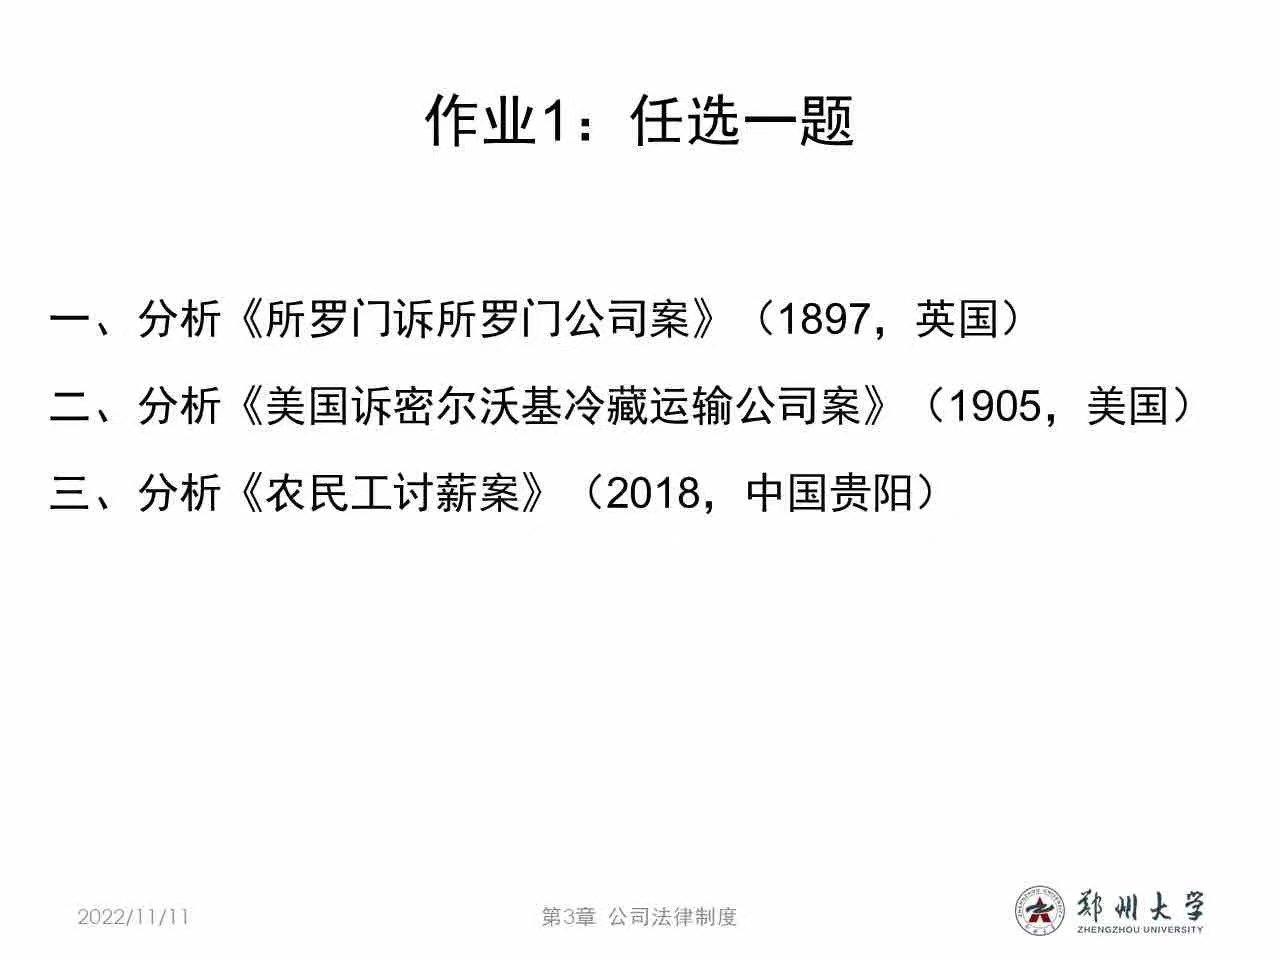 作业1：任选一题
一、分析《所罗门诉所罗门公司案》（1897，英国）
二、分析《美国诉密尔沃基冷藏运输公司案》（1905，美国）
三、分析《农民工讨薪案》（2018，中国贵阳）
2022/11/11
第3章 公司法律制度
郑州大学
ZHENGZHOU UNIVERSITY